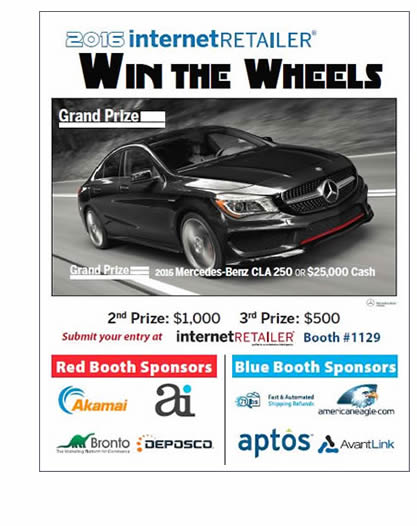 2016 internetRETAILER®
WIN THE WHEELS
Grand Prize
Grand Prize 2016 Mercedes-Benz CLA 250 OR $25,000 Cash
2nd Prize: $1,000 3rd Prize: $500
Submit your entry at internetRETAILER Booth #1129
Red Booth Sponsors
Blue Booth Sponsors
Akamai
ai
Bronto
The Marketing Platform for Commerce
DEPOSCO
71lbs
Fast & Automated
Shipping Refunds
americaneagle.com
aptos
AvantLink